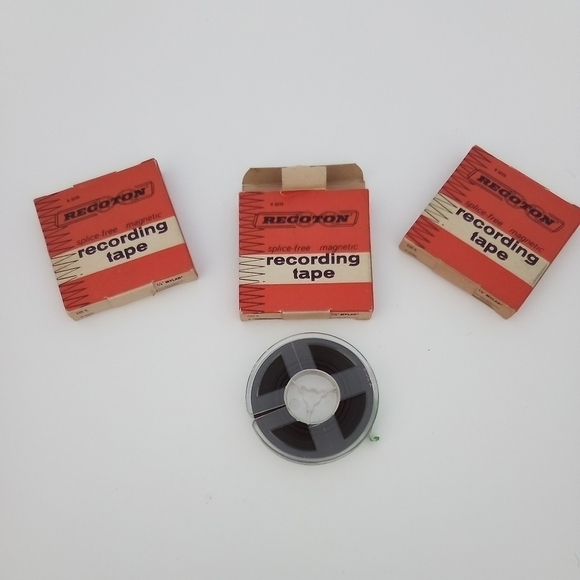 RECOTON
splice-free magnetic
recording
tape
RECOTON
splice-free magnetic
recording
tape
RECOTON
splice-free magnetic
recording
tape